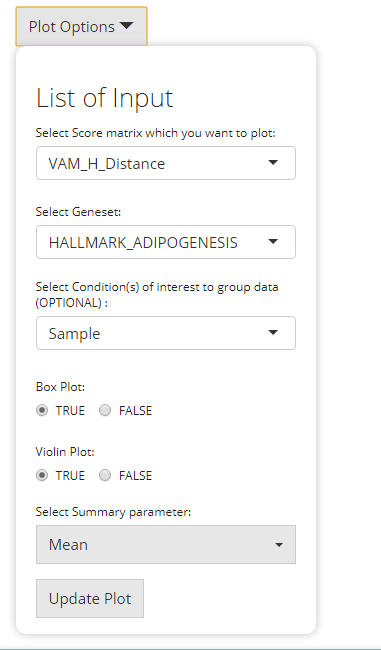 Plot Options
List of Input
Select Score matrix which you want to plot:
VAM_H_Distance
Select Geneset:
HALLMARK_ADIPOGENESIS
Select Condition(s) of interest to group data
(OPTIONAL) :
Sample
Box Plot:
TRUE FALSE
Violin Plot:
TRUE FALSE
Select Summary parameter:
Mean
Update Plot